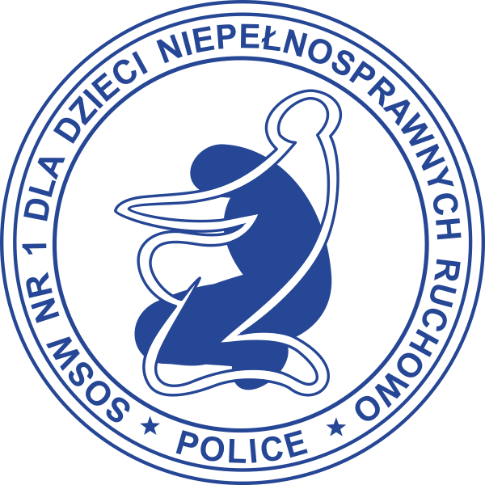 SOSW NR 1 DLA DZIECI NIEPEŁNOSPRAWNYCH RUCHOWO
POLICE